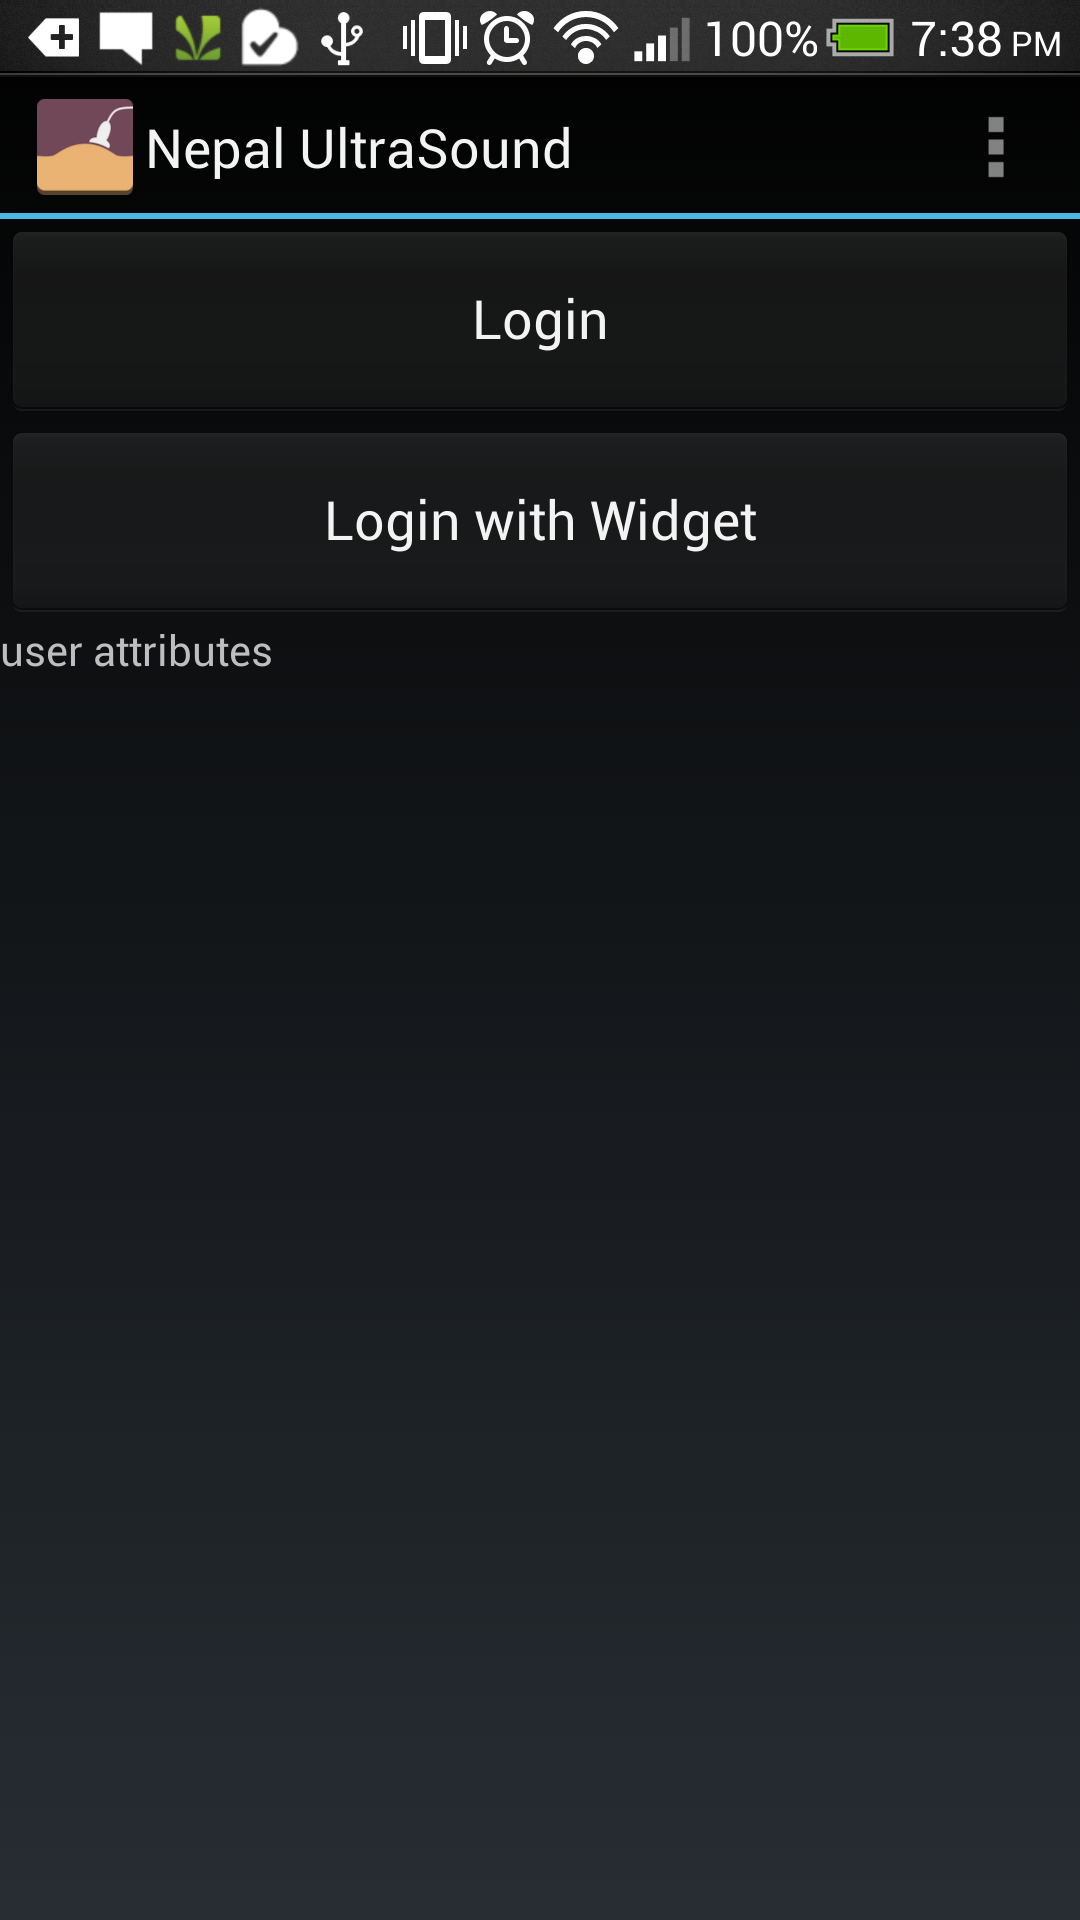 100% 7:38 PM
Nepal UltraSound
Login
Login with Widget
user attributes